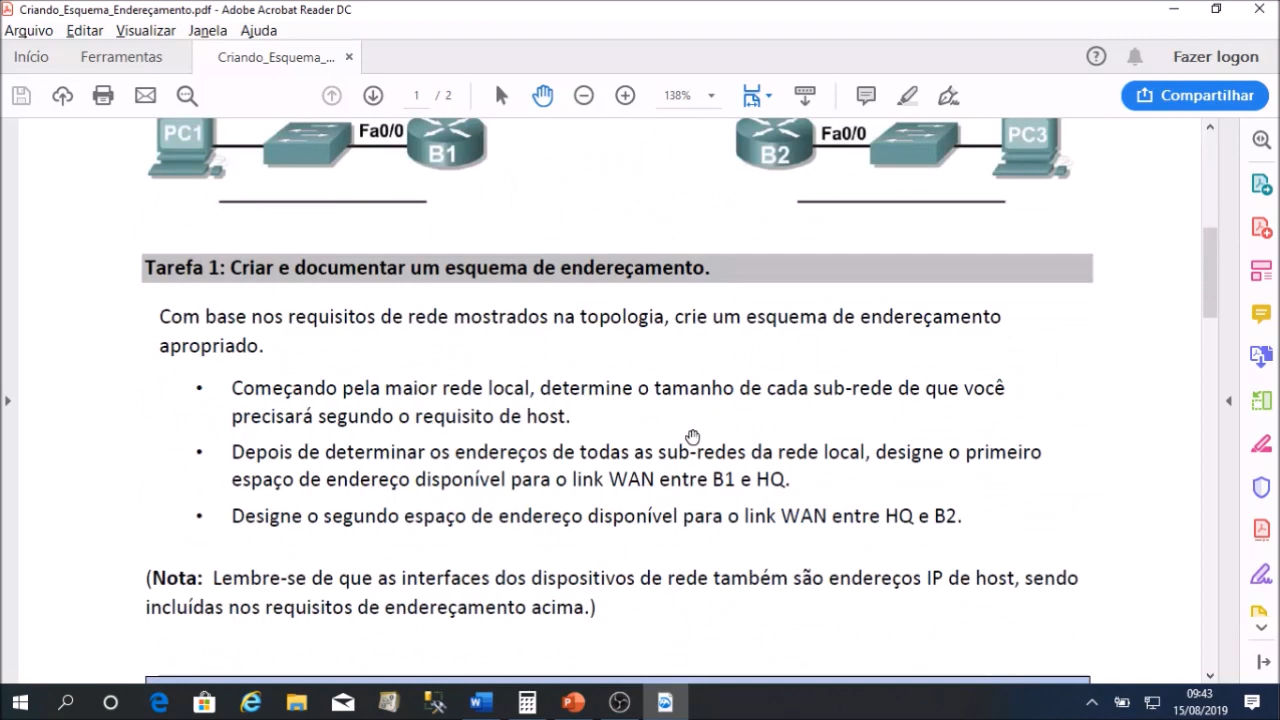 Criando_Esquema_Endereçamento.pdf - Adobe Acrobat Reader DC
Arquivo Editar Visualizar Janela Ajuda
Início Ferramentas Criando_Esquema_... × Fazer logon
1 / 2 138% Compartilhar
PC1 Fa0/0 B1 B2 Fa0/0 PC3
Tarefa 1: Criar e documentar um esquema de endereçamento.
Com base nos requisitos de rede mostrados na topologia, crie um esquema de endereçamento
apropriado.
• Começando pela maior rede local, determine o tamanho de cada sub-rede de que você
precisará segundo o requisito de host.
• Depois de determinar os endereços de todas as sub-redes da rede local, designe o primeiro
espaço de endereço disponível para o link WAN entre B1 e HQ.
• Designe o segundo espaço de endereço disponível para o link WAN entre HQ e B2.
(Nota: Lembre-se de que as interfaces dos dispositivos de rede também são endereços IP de host, sendo
incluídas nos requisitos de endereçamento acima.)
09:43
15/08/2019